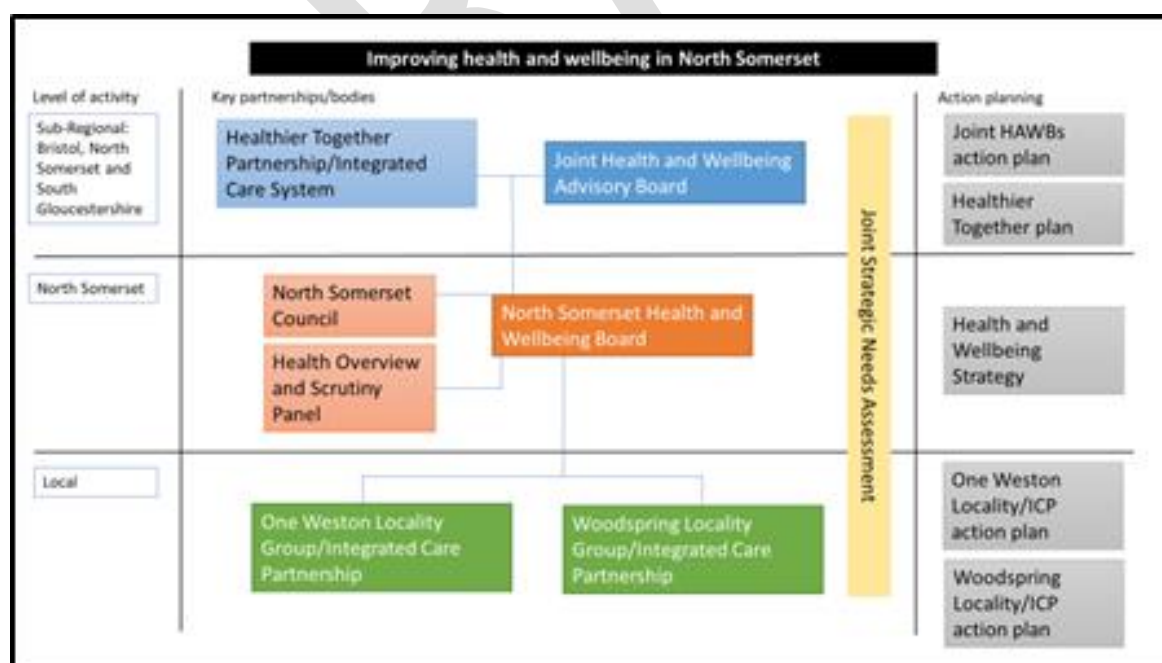 Improving health and wellbeing in North Somerset
Level of activity
Key partnerships/bodies
Action planning
Sub-Regional:
Bristol, North
Somerset and
South
Gloucestershire
Healthier Together
Partnership/Integrated
Care System
Joint Health and Wellbeing
Advisory Board
Joint Strategic Needs Assessment
Joint HAWBs
action plan
Healthier
Together plan
North Somerset
North Somerset
Council
Health Overview
and Scrutiny
Panel
North Somerset Health and
Wellbeing Board
Health and
Wellbeing
Strategy
Local
One Weston Locality
Group/Integrated Care
Partnership
Woodspring Locality
Group/Integrated Care
Partnership
One Weston
Locality/ICP
action plan
Woodspring
Locality/ICP
action plan